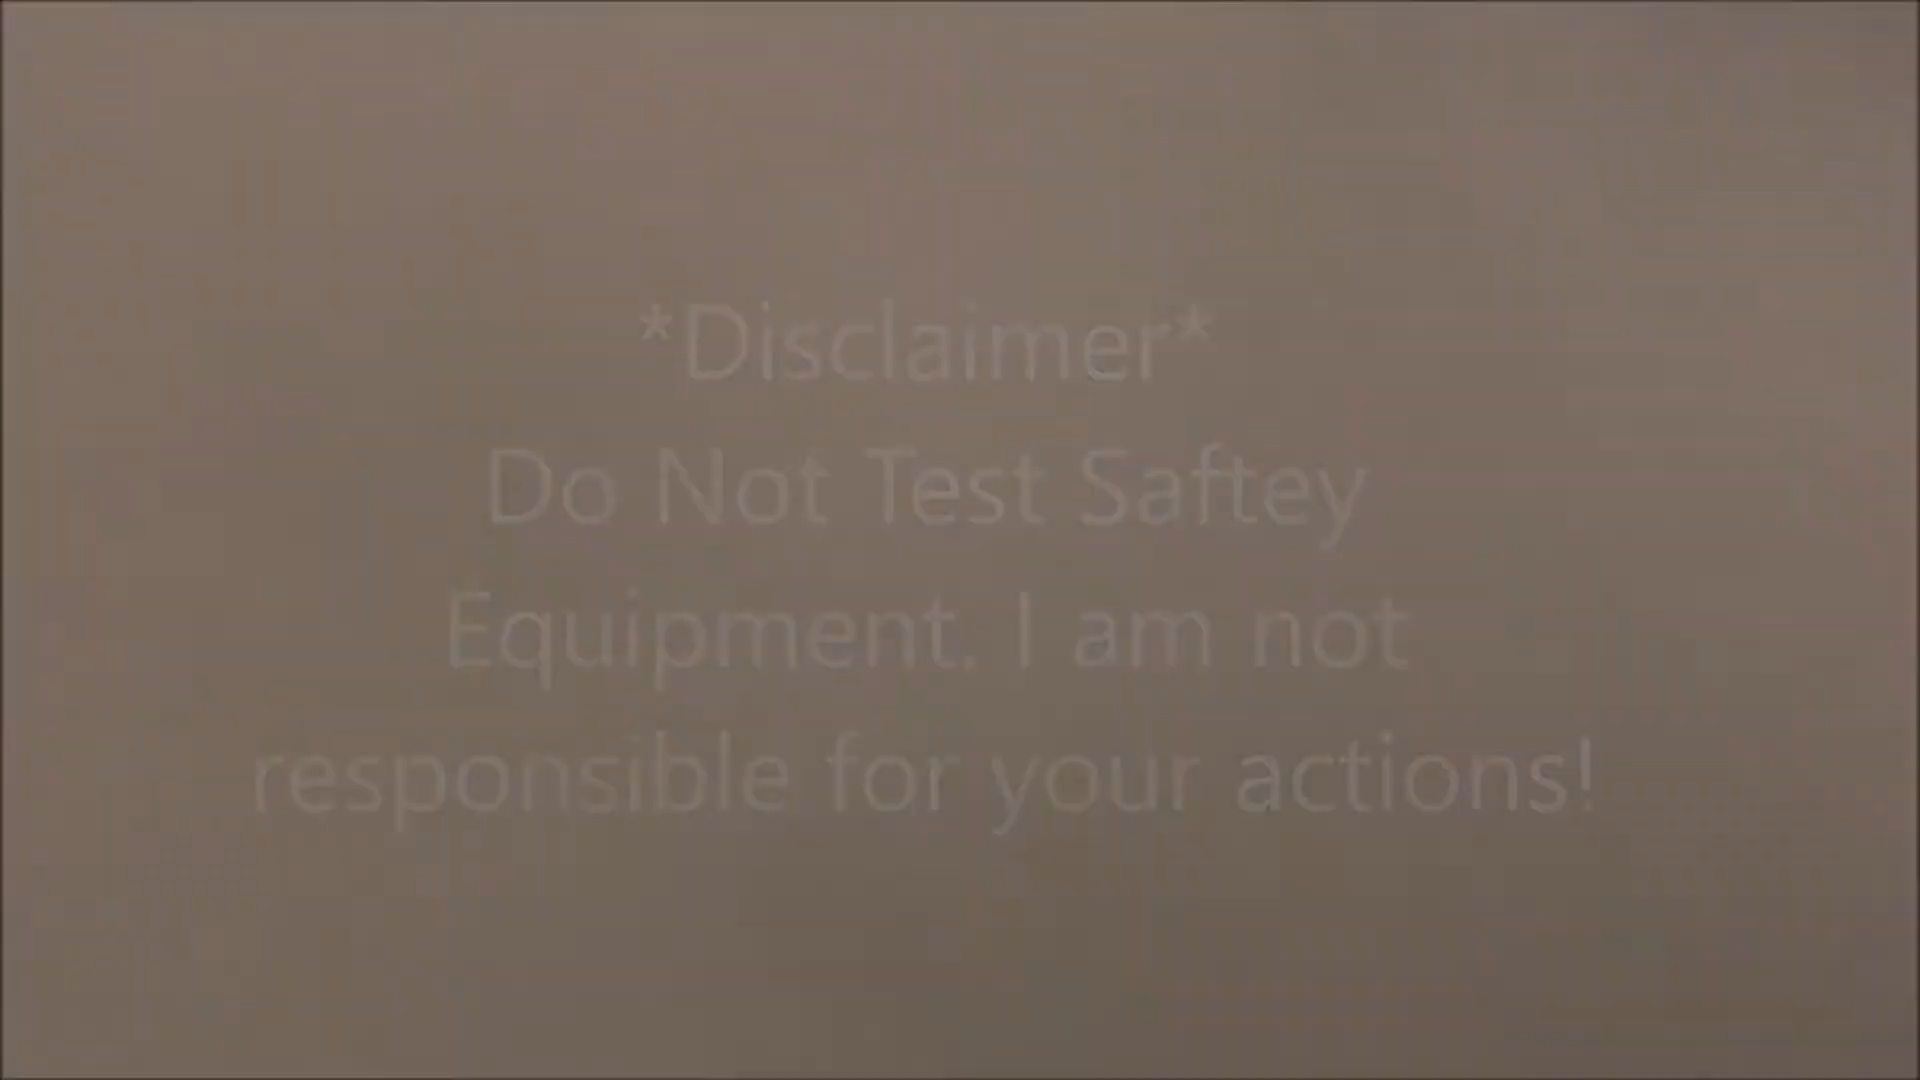 *Disclaimer*
Do Not Test Saftey
Equipment. I am not
responsible for your actions!